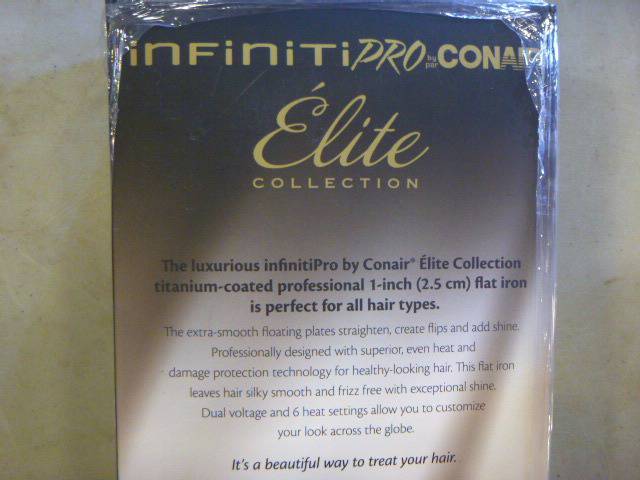 infiniti PRO by par CONAIR
Élite
COLLECTION
The luxurious infinitiPro by Conair® Élite Collection
titanium-coated professional 1-inch (2.5 cm) flat iron
is perfect for all hair types.
The extra-smooth floating plates straighten, create flips and add shine.
Professionally designed with superior, even heat and
damage protection technology for healthy-looking hair. This flat iron
leaves hair silky smooth and frizz free with exceptional shine.
Dual voltage and 6 heat settings allow you to customize
your look across the globe.
It's a beautiful way to treat your hair.